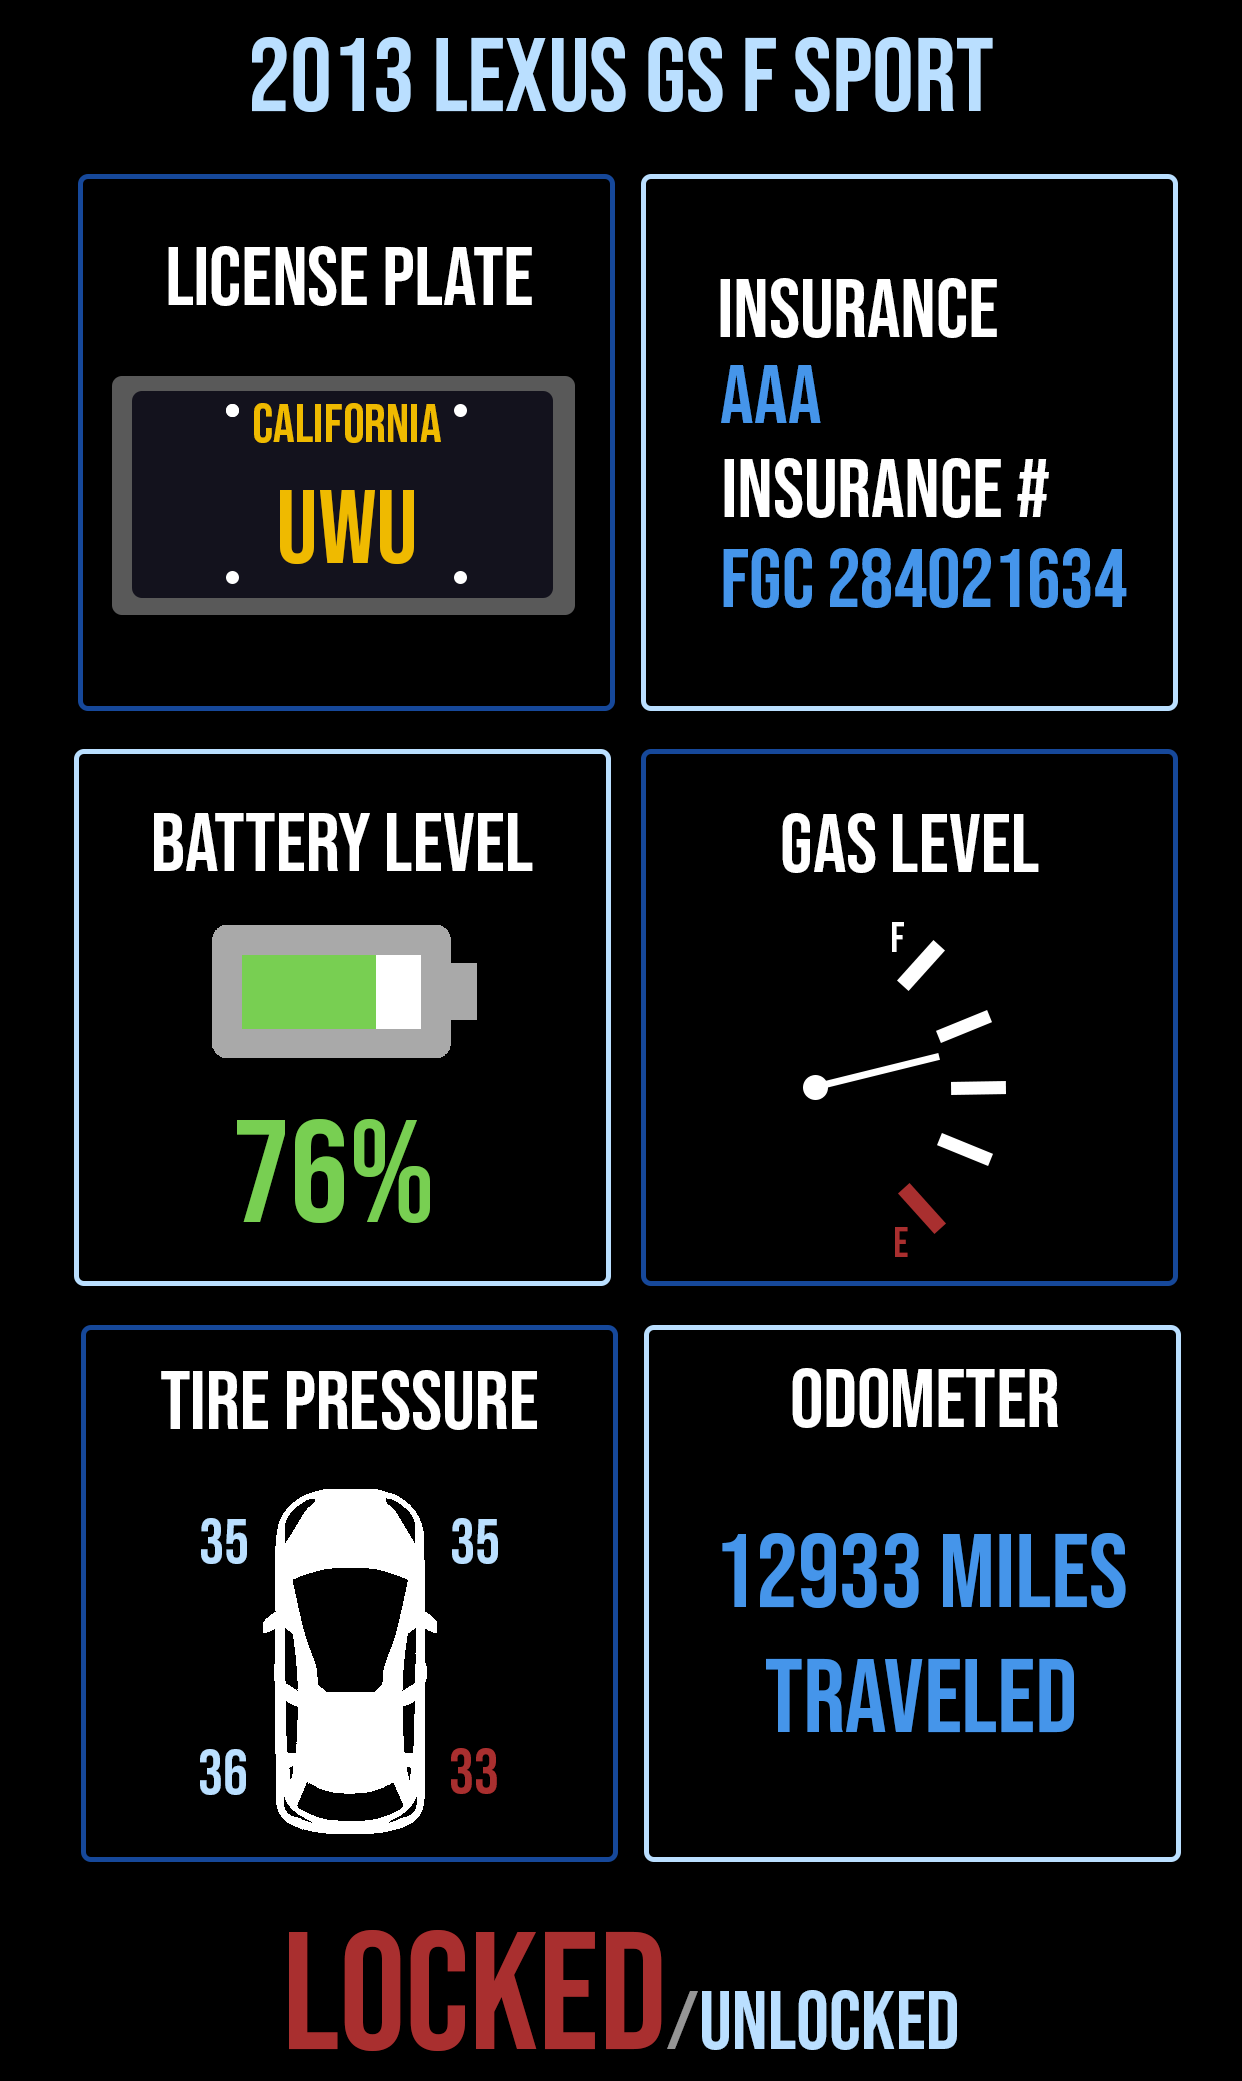 2013 LEXUS GS F SPORT
LICENSE PLATE
CALIFORNIA
UWU
INSURANCE
AAA
INSURANCE #
FGC 284021634
BATTERY LEVEL
76%
GAS LEVEL
F
E
TIRE PRESSURE
35 35
36 33
ODOMETER
12933 MILES
TRAVELED
LOCKED/UNLOCKED